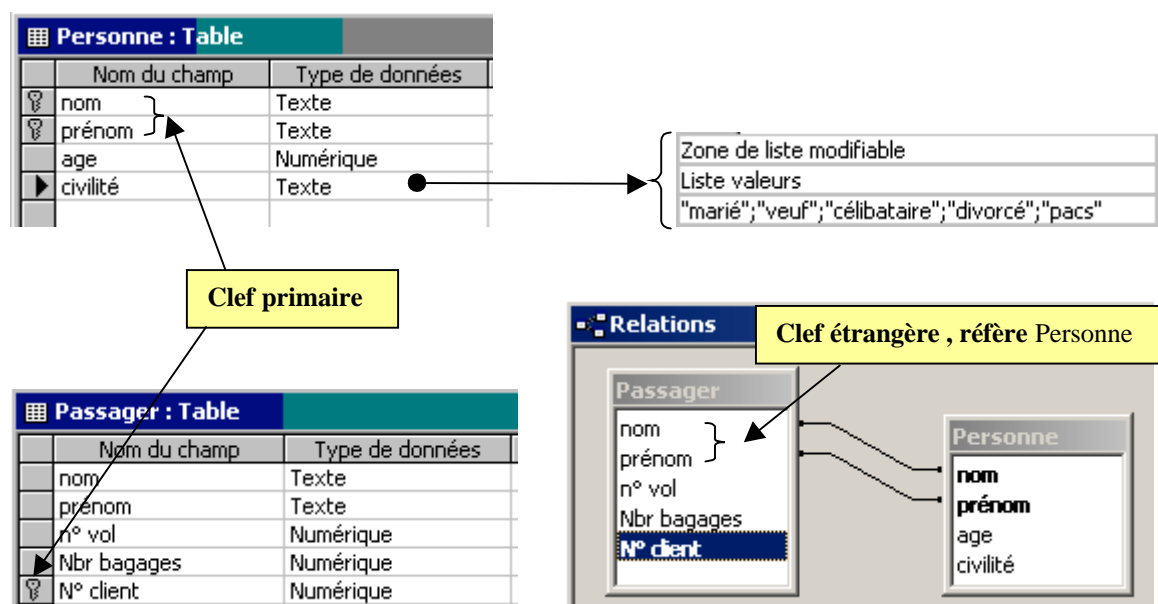 Personne : Table
Nom du champ Type de données
nom Texte
prénom Texte
age Numérique
civilité Texte
Zone de liste modifiable
Liste valeurs
"marié";"veuf";"célibataire";"divorcé";"pacs"
Clef primaire
Passager : Table
Nom du champ Type de données
nom Texte
prénom Texte
n° vol Numérique
Nbr bagages Numérique
N° client Numérique
Relations
Clef étrangère , réfère Personne
Passager
nom
prénom
n° vol
Nbr bagages
N° client
Personne
nom
prénom
age
civilité